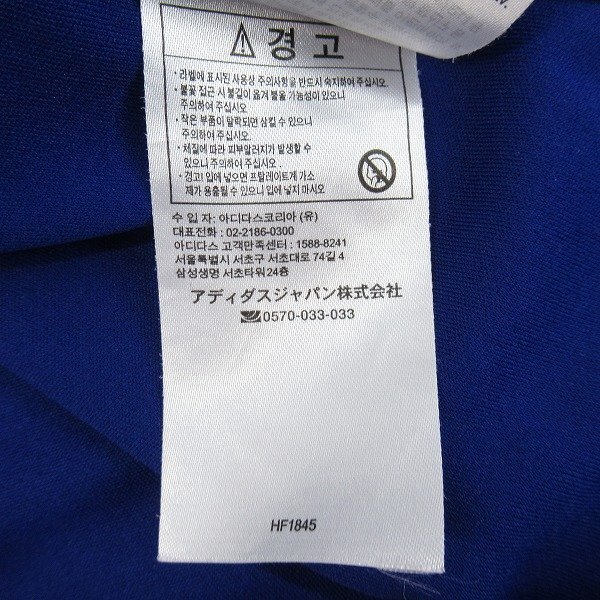 경고
• 라벨에 표시된 사용상 주의사항을 반드시 숙지하여 주십시오.
• 불꽃 접근 시 불길이 옮겨 붙을 가능성이 있으니
주의하여 주십시오
• 작은 부품이 탈락되면 삼킬 수 있으니
주의하여 주십시오.
• 체질에 따라 피부알러지가 발생할 수
있으니 주의하여 주십시오.
• 경고! 입에 넣으면 프탈레이트계 가소
제가 용출될 수 있으니 입에 넣지 마시오
수 입 자: 아디다스코리아 (유)
대표전화 : 02-2186-0300
아디다스 고객만족센터: 1588-8241
서울특별시 서초구 서초대로 74길 4
삼성생명 서초타워24층
アディダスジャパン株式会社
0570-033-033
HF1845